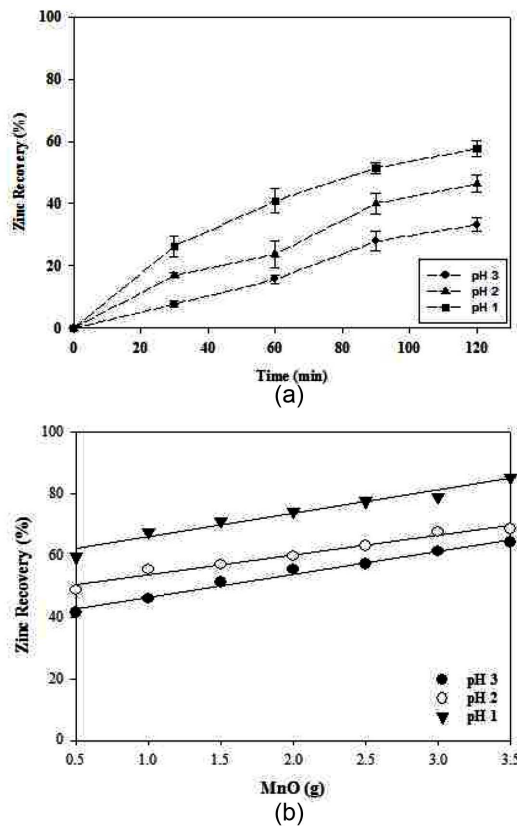 100
80
60
40
20
0
Zinc Recovery (%)
0 20 40 60 80 100 120
Time (min)
pH 3
pH 2
pH 1
(a)
100
80
60
40
20
0
Zinc Recovery (%)
0.5 1.0 1.5 2.0 2.5 3.0 3.5
MnO (g)
pH 3
pH 2
pH 1
(b)